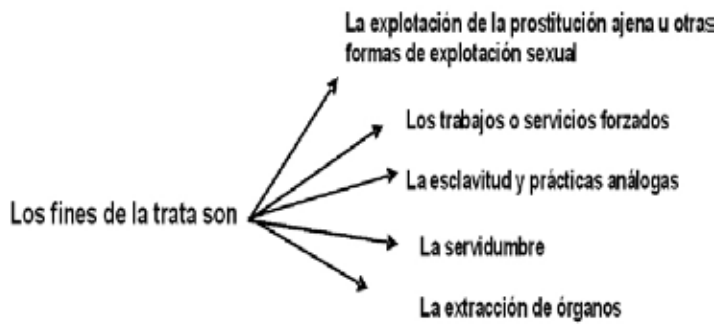 La explotación de la prostitución ajena u otras
formas de explotación sexual
Los trabajos o servicios forzados
La esclavitud y prácticas análogas
Los fines de la trata son
La servidumbre
La extracción de órganos